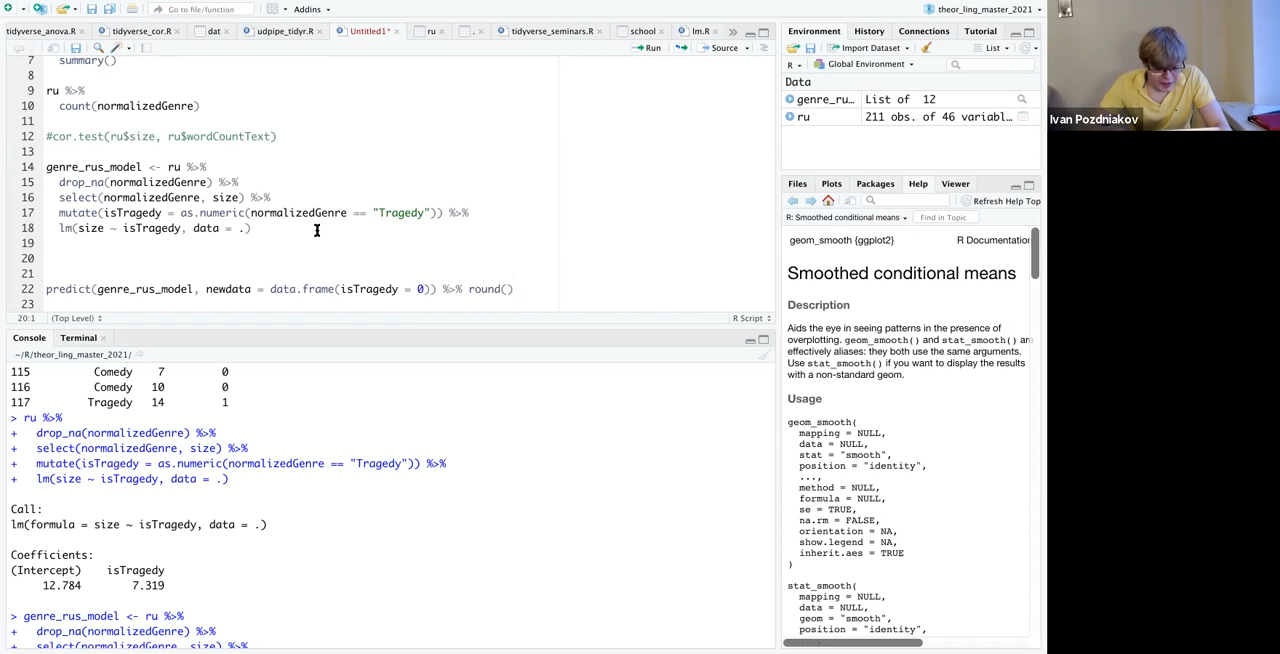 Go to file/function
Addins
theor_ling_master_2021
tidyverse_anova.R
tidyverse_cor.R
dat
udpipe_tidyr.R
Untitled1*
ru
.
tidyverse_seminars.R
school
lm.R
Run
Source
7 summary()
8
9 ru %>%
10 count(normalizedGenre)
11
12 #cor.test(ru$size, ru$wordCountText)
13
14 genre_rus_model <- ru %>%
15 drop_na(normalizedGenre) %>%
16 select(normalizedGenre, size) %>%
17 mutate(isTragedy = as.numeric(normalizedGenre == "Tragedy")) %>%
18 lm(size ~ isTragedy, data = .)
19
20
21
22 predict(genre_rus_model, newdata = data.frame(isTragedy = 0)) %>% round()
23
20:1 (Top Level) R Script
Console Terminal
~/R/theor_ling_master_2021/
115 Comedy 7 0
116 Comedy 10 0
117 Tragedy 14 1
> ru %>%
+ drop_na(normalizedGenre) %>%
+ select(normalizedGenre, size) %>%
+ mutate(isTragedy = as.numeric(normalizedGenre == "Tragedy")) %>%
+ lm(size ~ isTragedy, data = .)
Call:
lm(formula = size ~ isTragedy, data = .)
Coefficients:
(Intercept) isTragedy
12.784 7.319
> genre_rus_model <- ru %>%
+ drop_na(normalizedGenre) %>%
+ select(normalizedGenre, size) %>%
Environment History Connections Tutorial
Import Dataset List
R Global Environment
Data
genre_ru… List of 12
ru 211 obs. of 46 variabl…
Files Plots Packages Help Viewer
Refresh Help Top
R: Smoothed conditional means Find in Topic
geom_smooth {ggplot2} R Documentation
Smoothed conditional means
Description
Aids the eye in seeing patterns in the presence of
overplotting. geom_smooth() and stat_smooth() are
effectively aliases: they both use the same arguments.
Use stat_smooth() if you want to display the results
with a non-standard geom.
Usage
geom_smooth(
mapping = NULL,
data = NULL,
stat = "smooth",
position = "identity",
...,
method = NULL,
formula = NULL,
se = TRUE,
na.rm = FALSE,
orientation = NA,
show.legend = NA,
inherit.aes = TRUE
)
stat_smooth(
mapping = NULL,
data = NULL,
geom = "smooth",
position = "identity",
Ivan Pozdniakov